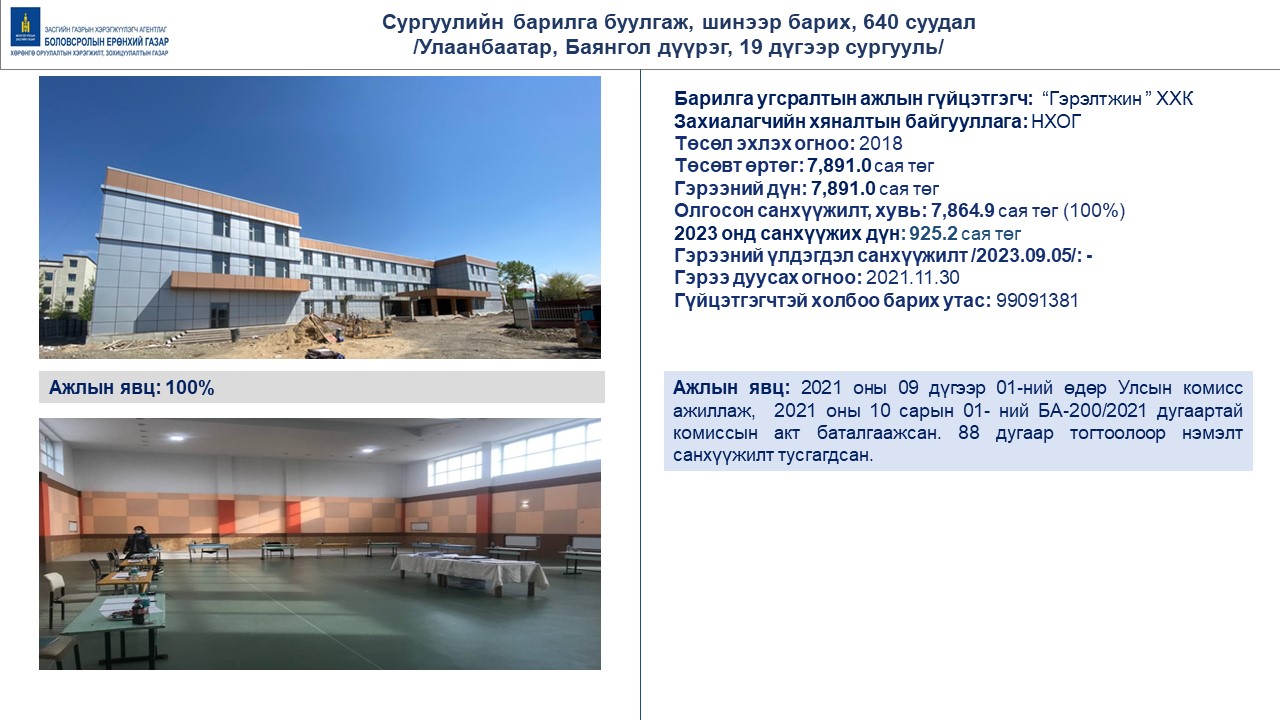 ЗАСГИЙН ГАЗРЫН ХЭРЭГЖҮҮЛЭГЧ АГЕНТЛАГ
БОЛОВСРОЛЫН ЕРӨНХИЙ ГАЗАР
ХӨРӨНГӨ ОРУУЛАЛТЫН ХЭРЭГЖИЛТ, ЗОХИЦУУЛАЛТЫН ГАЗАР
Сургуулийн барилга буулгаж, шинээр барих, 640 суудал
/Улаанбаатар, Баянгол дүүрэг, 19 дүгээр сургууль/
Ажлын явц: 100%
Барилга угсралтын ажлын гүйцэтгэгч: “Гэрэлтжин ” ХХК
Захиалагчийн хяналтын байгууллага: НХОГ
Төсөл эхлэх огноо: 2018
Төсөвт өртөг: 7,891.0 сая төг
Гэрээний дүн: 7,891.0 сая төг
Олгосон санхүүжилт, хувь: 7,864.9 сая төг (100%)
2023 онд санхүүжих дүн: 925.2 сая төг
Гэрээний үлдэгдэл санхүүжилт /2023.09.05/: -
Гэрээ дуусах огноо: 2021.11.30
Гүйцэтгэгчтэй холбоо барих утас: 99091381
Ажлын явц: 2021 оны 09 дүгээр 01-ний өдөр Улсын комисс
ажиллаж, 2021 оны 10 сарын 01- ний БА-200/2021 дугаартай
комиссын акт баталгаажсан. 88 дугаар тогтоолоор нэмэлт
санхүүжилт тусгагдсан.